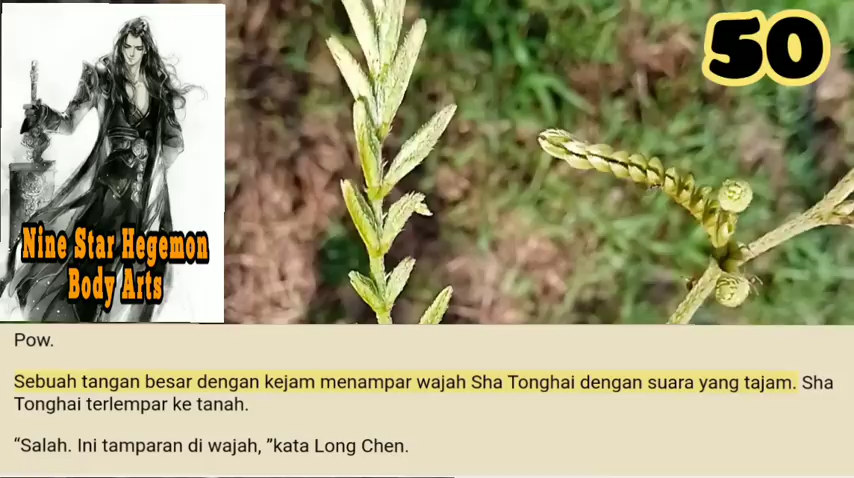 50
Nine Star Hegemon
Body Arts
Pow.
Sebuah tangan besar dengan kejam menampar wajah Sha Tonghai dengan suara yang tajam. Sha
Tonghai terlempar ke tanah.
“Salah. Ini tamparan di wajah, ”kata Long Chen.